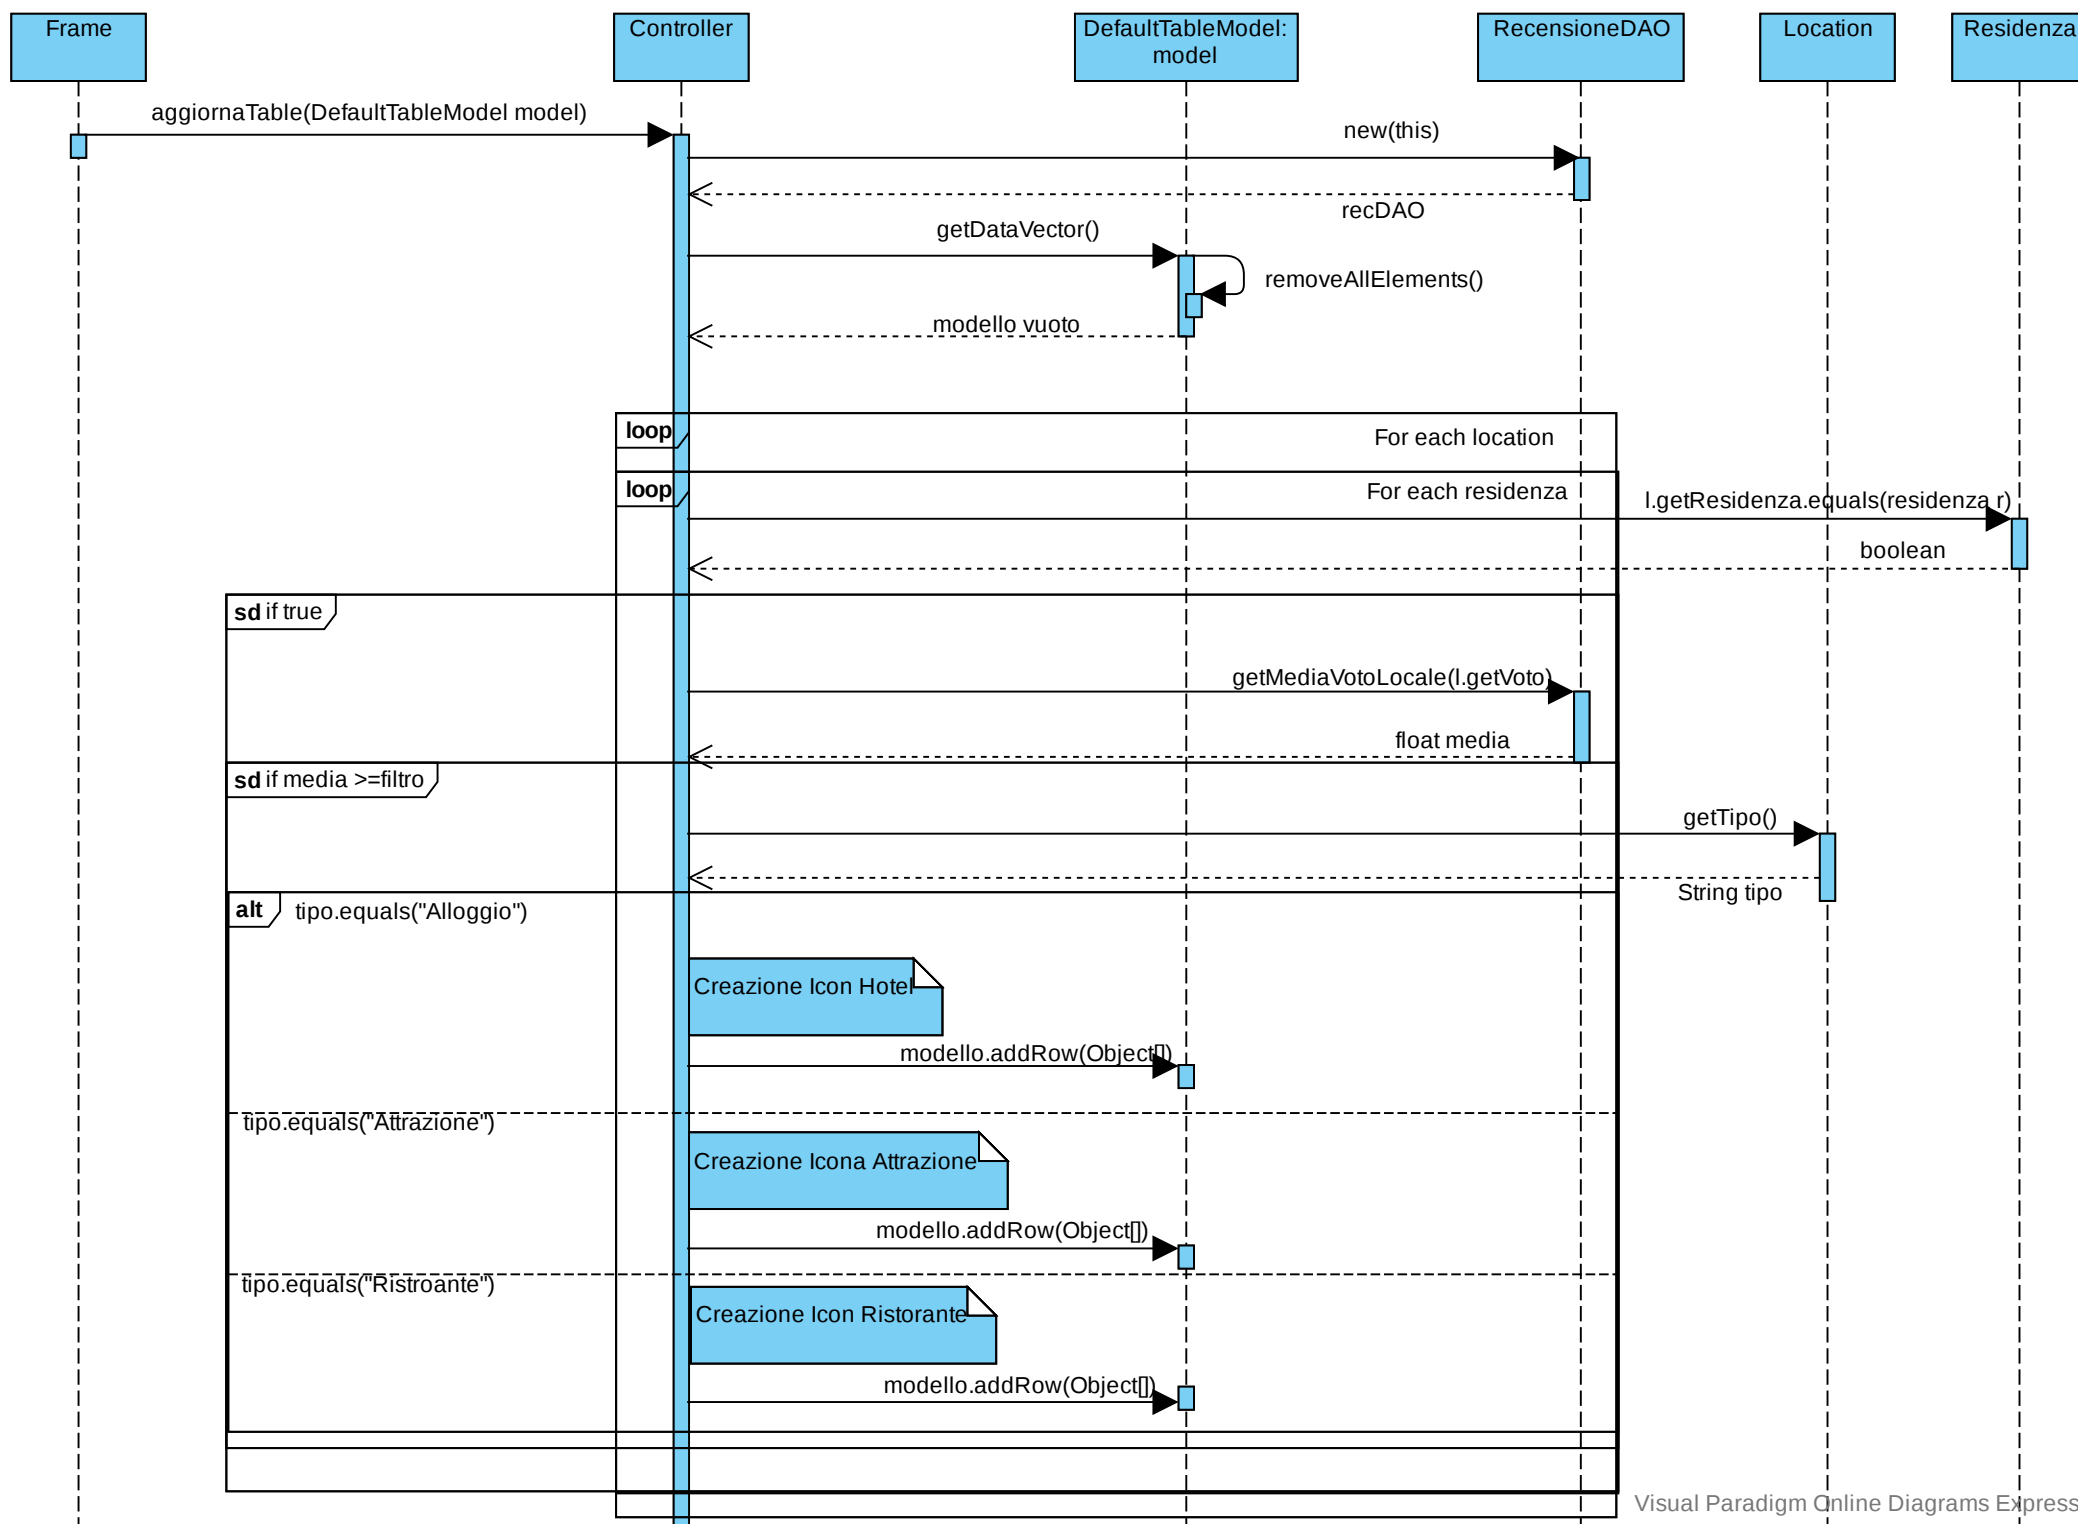 Frame
Controller
DefaultTableModel:
model
RecensioneDAO
Location
Residenza
aggiornaTable(DefaultTableModel model)
new(this)
recDAO
getDataVector()
removeAllElements()
modello vuoto
loop
For each location
loop
For each residenza
l.getResidenza.equals(residenza r)
boolean
sd if true
getMediaVotoLocale(l.getVoto)
float media
sd if media >=filtro
getTipo()
String tipo
alt
tipo.equals("Alloggio")
Creazione Icon Hotel
modello.addRow(Object[])
tipo.equals("Attrazione")
Creazione Icona Attrazione
modello.addRow(Object[])
tipo.equals("Ristroante")
Creazione Icon Ristorante
modello.addRow(Object[])
Visual Paradigm Online Diagrams Express